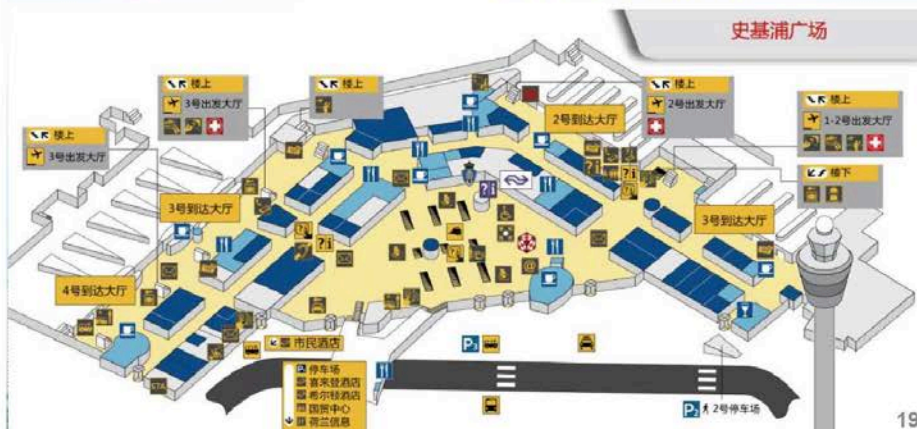 史基浦广场
楼上
3号出发大厅
楼上
楼上
2号出发大厅
楼上
3号出发大厅
楼上
1-2号出发大厅
2号到达大厅
楼下
3号到达大厅
3号到达大厅
4号到达大厅
市民酒店
停车场
喜来登酒店
希尔顿酒店
国贸中心
荷兰信息
P3
P2 2号停车场
19